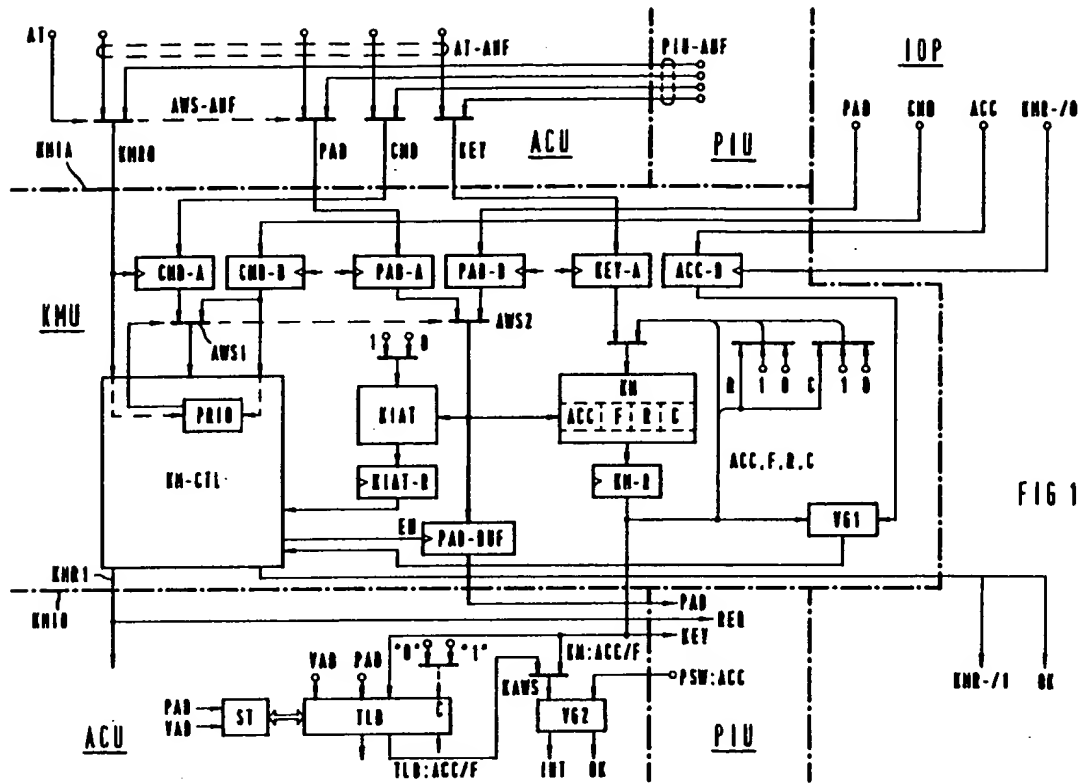 AT
AT-ANF
PIU-ANF
IOP
AWS-ANF
PAD
CMD
ACC
KMR-/0
KMIA
KMR0
PAD
CMD
KEY
ACU
PIU
CMD-A
CMD-B
PAD-A
PAD-B
KEY-A
ACC-B
KMU
AWS1
AWS2
1 0
R 1 0 C 1 0
PRIO
KIAT
KM
ACC F R C
KM-CTL
ACC,F,R,C
KIAT-R
KM-R
FIG 1
EN
PAD-BUF
VG1
KMR1
KMIB
PAD
REQ
KEY
"0" "1"
KM:ACC/F
VAD
PAD
KAWS
PSW:ACC
KMR-/1
OK
PAD
VAD
ST
TLB
C
VG2
ACU
TLB:ACC/F
INT
OK
PIU